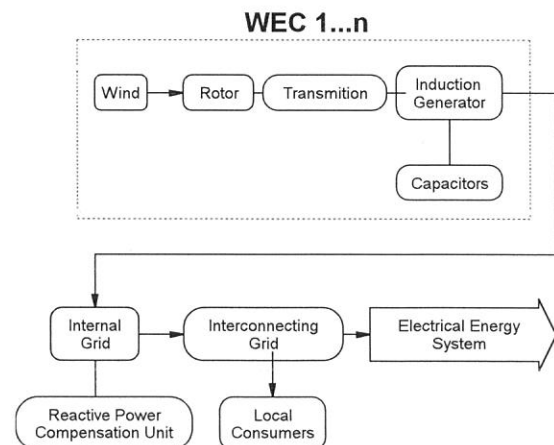 WEC 1...n
Wind
Rotor
Transmition
Induction
Generator
Capacitors
Internal
Grid
Interconnecting
Grid
Electrical Energy
System
Reactive Power
Compensation Unit
Local
Consumers